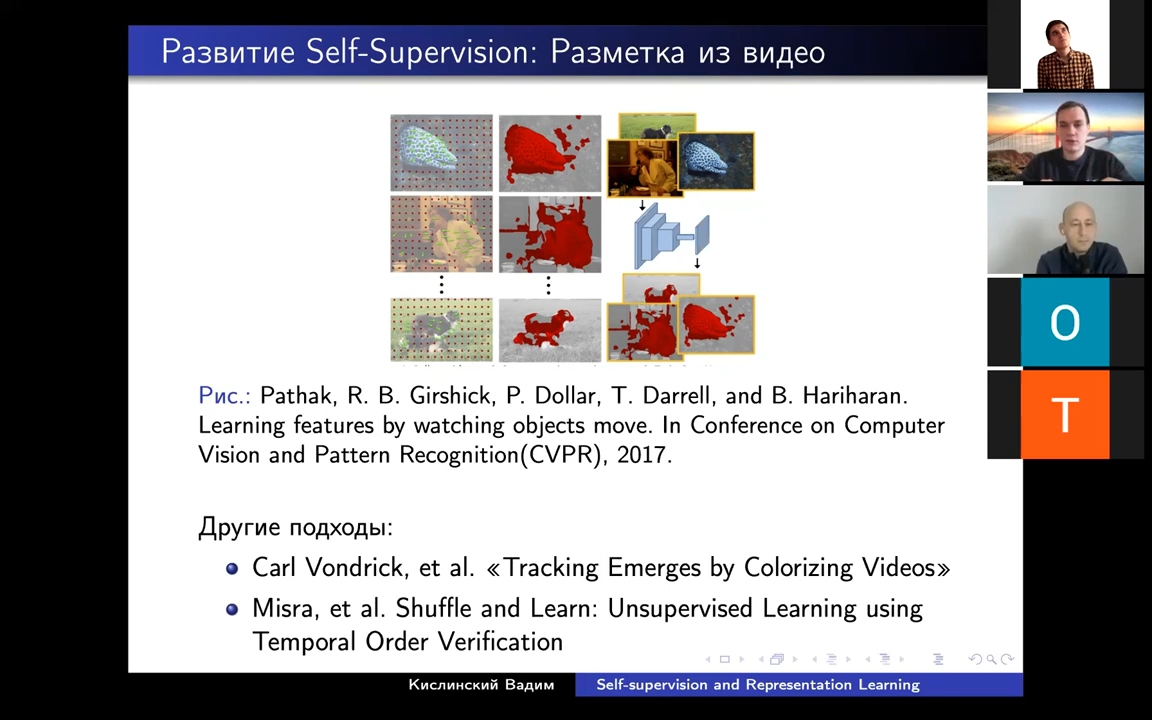 Развитие Self-Supervision: Разметка из видео
Рис.: Pathak, R. B. Girshick, P. Dollar, T. Darrell, and B. Hariharan.
Learning features by watching objects move. In Conference on Computer
Vision and Pattern Recognition(CVPR), 2017.
Другие подходы:
Carl Vondrick, et al. «Tracking Emerges by Colorizing Videos»
Misra, et al. Shuffle and Learn: Unsupervised Learning using
Temporal Order Verification
Кислинский Вадим
Self-supervision and Representation Learning
O
T